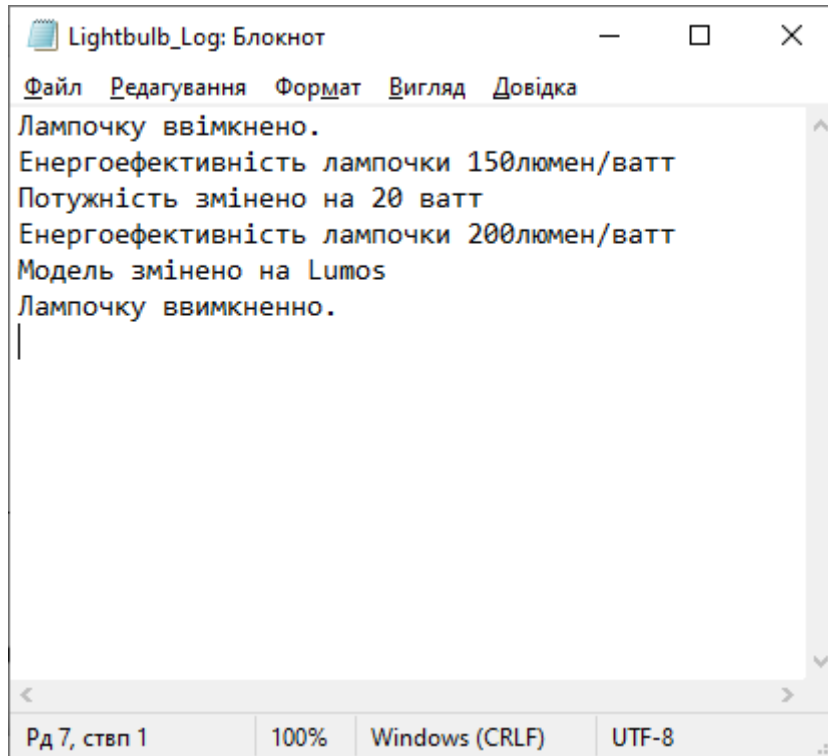 Lightbulb_Log: Блокнот
Файл Редагування Формат Вигляд Довідка
Лампочку ввімкнено.
Енергоефективність лампочки 150люмен/ватт
Потужність змінено на 20 ватт
Енергоефективність лампочки 200люмен/ватт
Модель змінено на Lumos
Лампочку ввимкненно.
Рд 7, ствп 1 100% Windows (CRLF) UTF-8